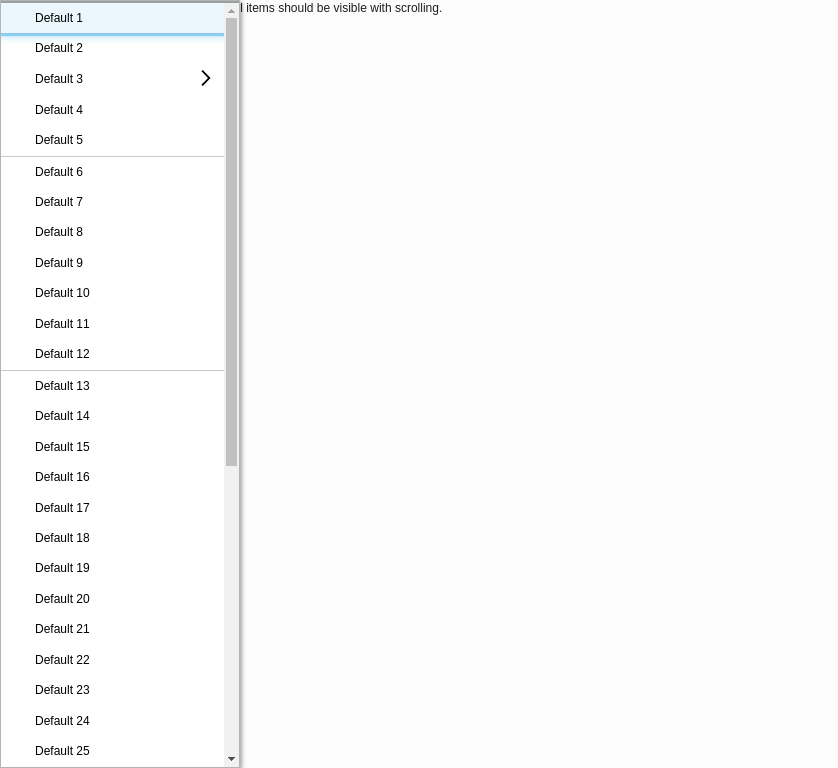 Default 1
items should be visible with scrolling.
Default 2
Default 3
Default 4
Default 5
Default 6
Default 7
Default 8
Default 9
Default 10
Default 11
Default 12
Default 13
Default 14
Default 15
Default 16
Default 17
Default 18
Default 19
Default 20
Default 21
Default 22
Default 23
Default 24
Default 25